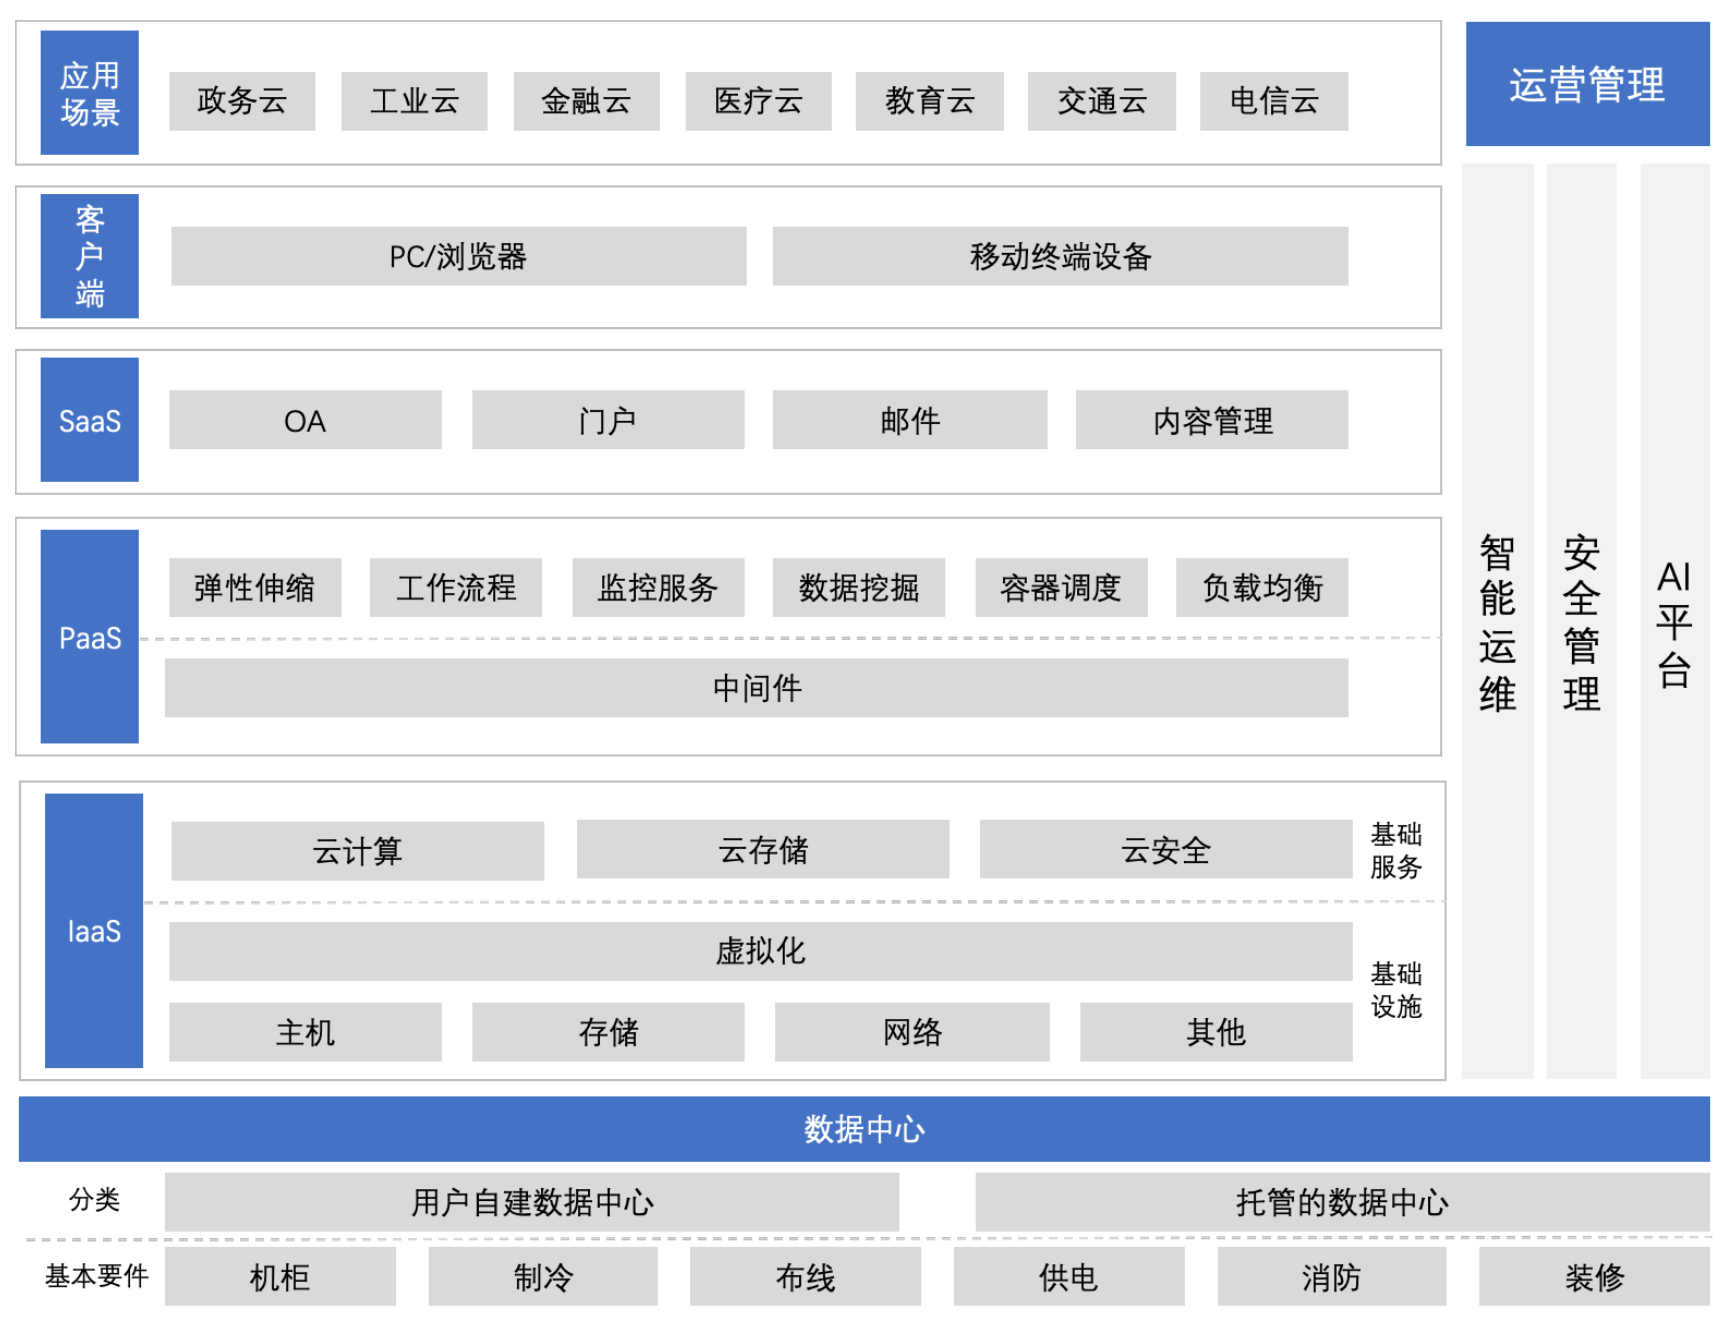 应用
场景
政务云
工业云
金融云
医疗云
教育云
交通云
电信云
运营管理
客
户
端
PC/浏览器
移动终端设备
SaaS
OA
门户
邮件
内容管理
PaaS
弹性伸缩
工作流程
监控服务
数据挖掘
容器调度
负载均衡
中间件
智
能
运
维
安
全
管
理
AI
平
台
IaaS
云计算
云存储
云安全
基础
服务
虚拟化
主机
存储
网络
其他
基础
设施
数据中心
分类
用户自建数据中心
托管的数据中心
基本要件
机柜
制冷
布线
供电
消防
装修